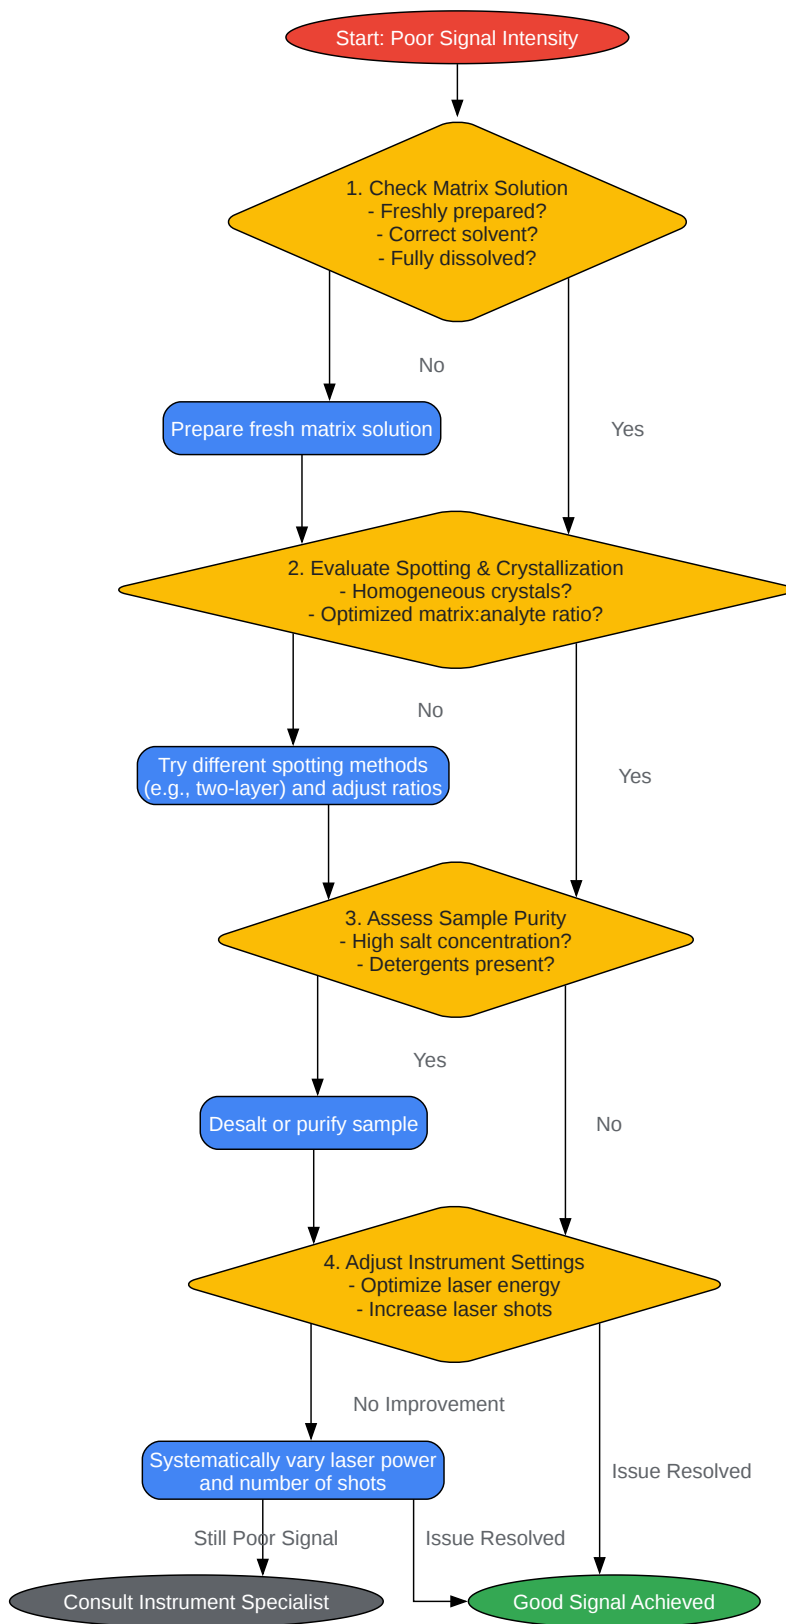 Start: Poor Signal Intensity
1. Check Matrix Solution
- Freshly prepared?
- Correct solvent?
- Fully dissolved?
No
Prepare fresh matrix solution
Yes
2. Evaluate Spotting & Crystallization
- Homogeneous crystals?
- Optimized matrix:analyte ratio?
No
Try different spotting methods
(e.g., two-layer) and adjust ratios
Yes
3. Assess Sample Purity
- High salt concentration?
- Detergents present?
Yes
Desalt or purify sample
No
4. Adjust Instrument Settings
- Optimize laser energy
- Increase laser shots
No Improvement
Systematically vary laser power
and number of shots
Issue Resolved
Still Poor Signal
Issue Resolved
Consult Instrument Specialist
Good Signal Achieved